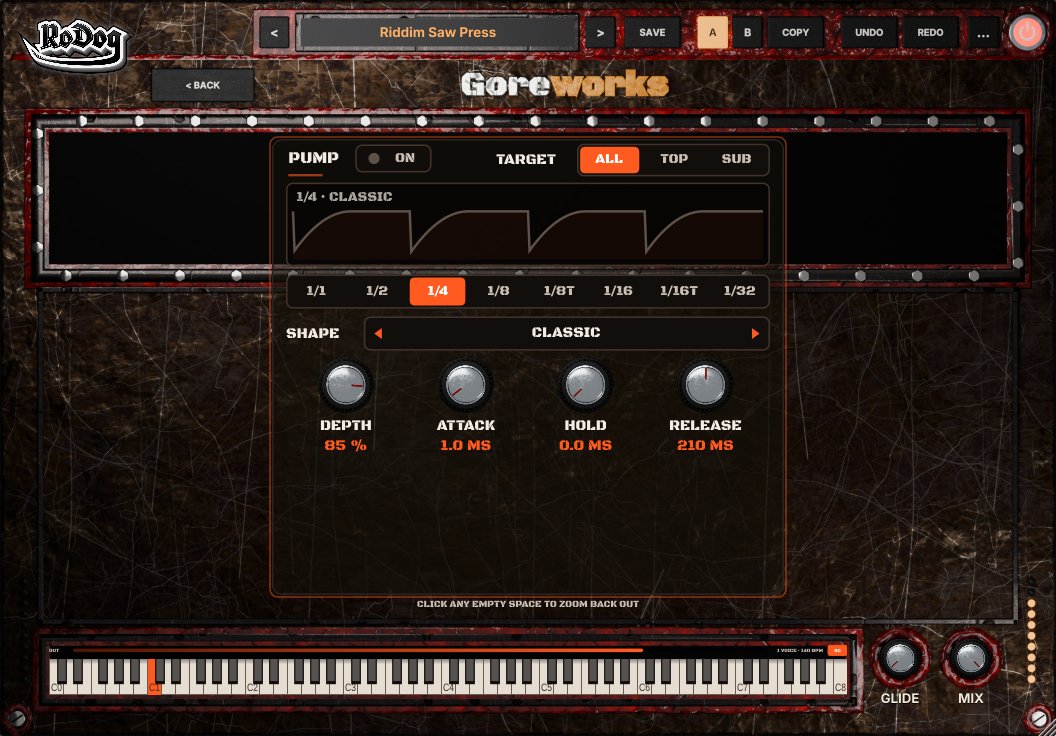 RoDog
<
Riddim Saw Press
>
SAVE
A
B
COPY
UNDO
REDO
...
< BACK
Goreworks
PUMP
ON
TARGET
ALL
TOP
SUB
1/4 · CLASSIC
1/1
1/2
1/4
1/8
1/8T
1/16
1/16T
1/32
SHAPE
CLASSIC
DEPTH
ATTACK
HOLD
RELEASE
85 %
1.0 MS
0.0 MS
210 MS
CLICK ANY EMPTY SPACE TO ZOOM BACK OUT
OUT
1 VOICE · 140 BPM
C0
C1
C2
C3
C4
C5
C6
C7
C8
GLIDE
MIX